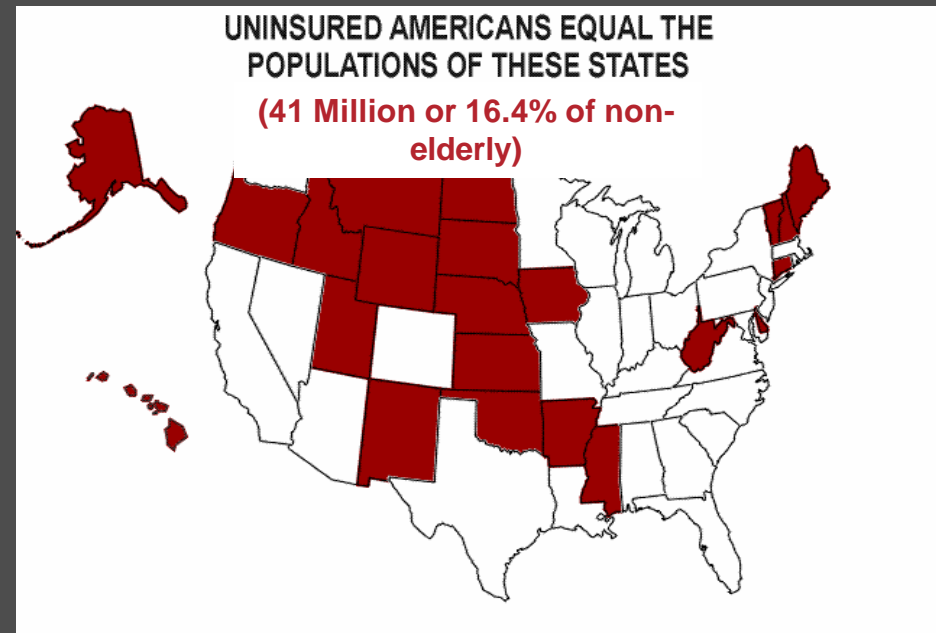 UNINSURED AMERICANS EQUAL THE
POPULATIONS OF THESE STATES
(41 Million or 16.4% of non-
elderly)